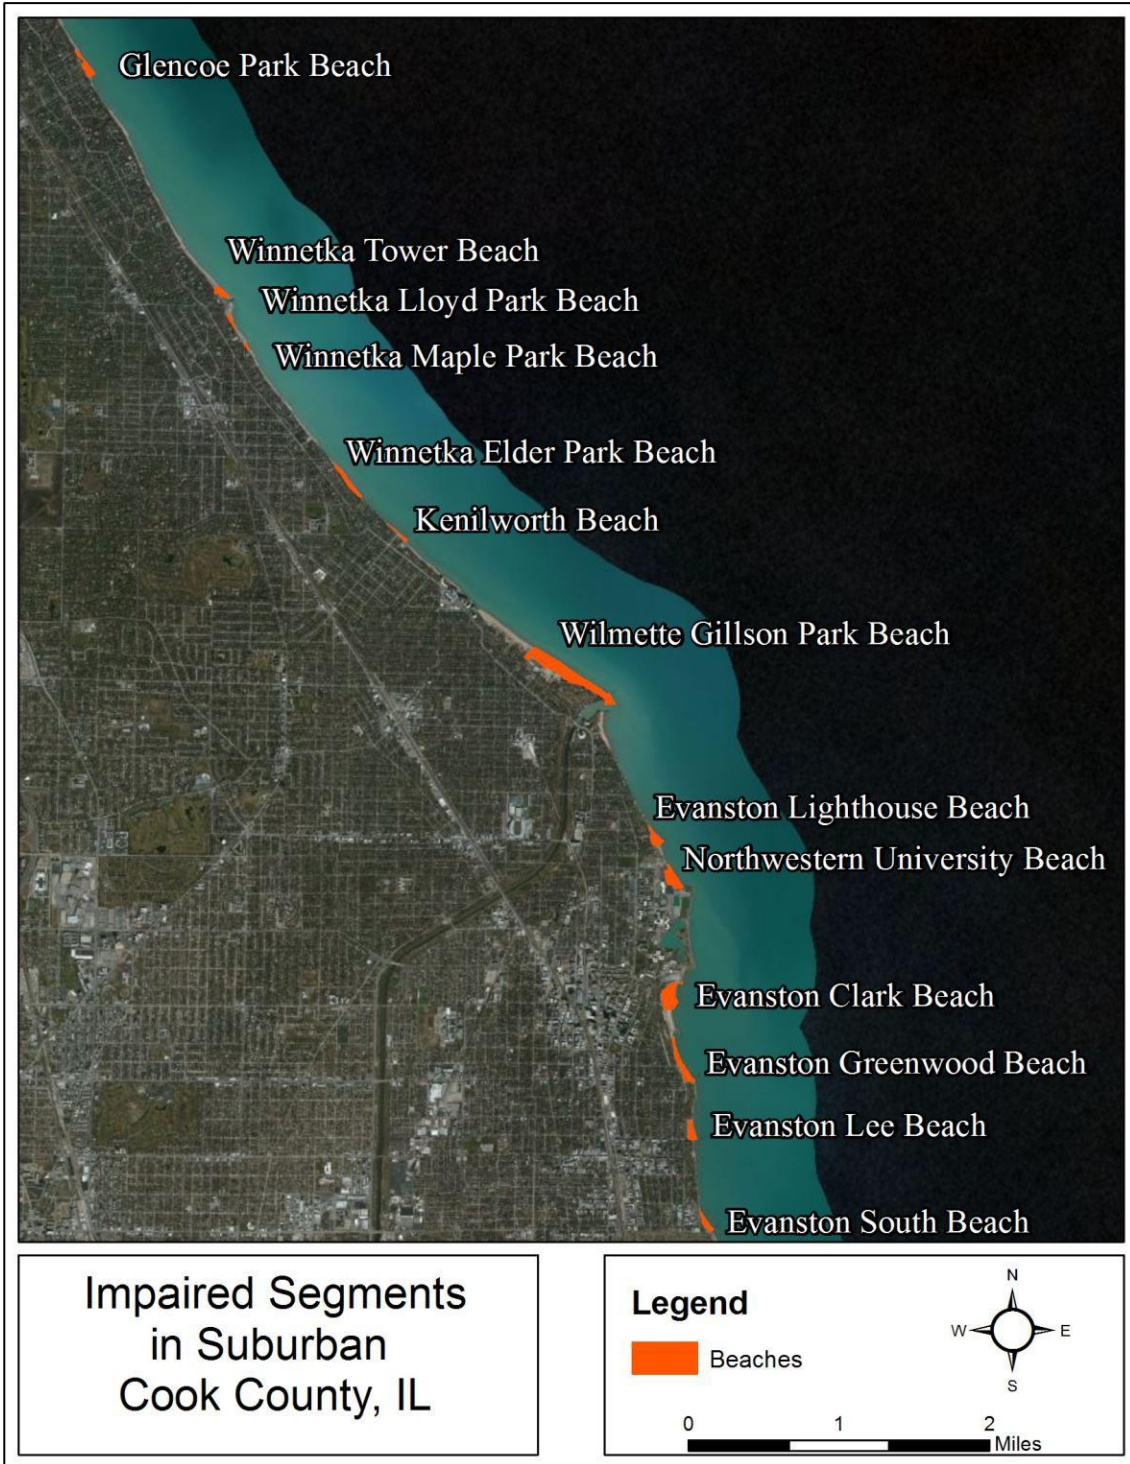 Glencoe Park Beach
Winnetka Tower Beach
Winnetka Lloyd Park Beach
Winnetka Maple Park Beach
Winnetka Elder Park Beach
Kenilworth Beach
Wilmette Gillson Park Beach
Evanston Lighthouse Beach
Northwestern University Beach
Evanston Clark Beach
Evanston Greenwood Beach
Evanston Lee Beach
Evanston South Beach
Impaired Segments
in Suburban
Cook County, IL
Legend
Beaches
N
W E
S
0 1 2
Miles